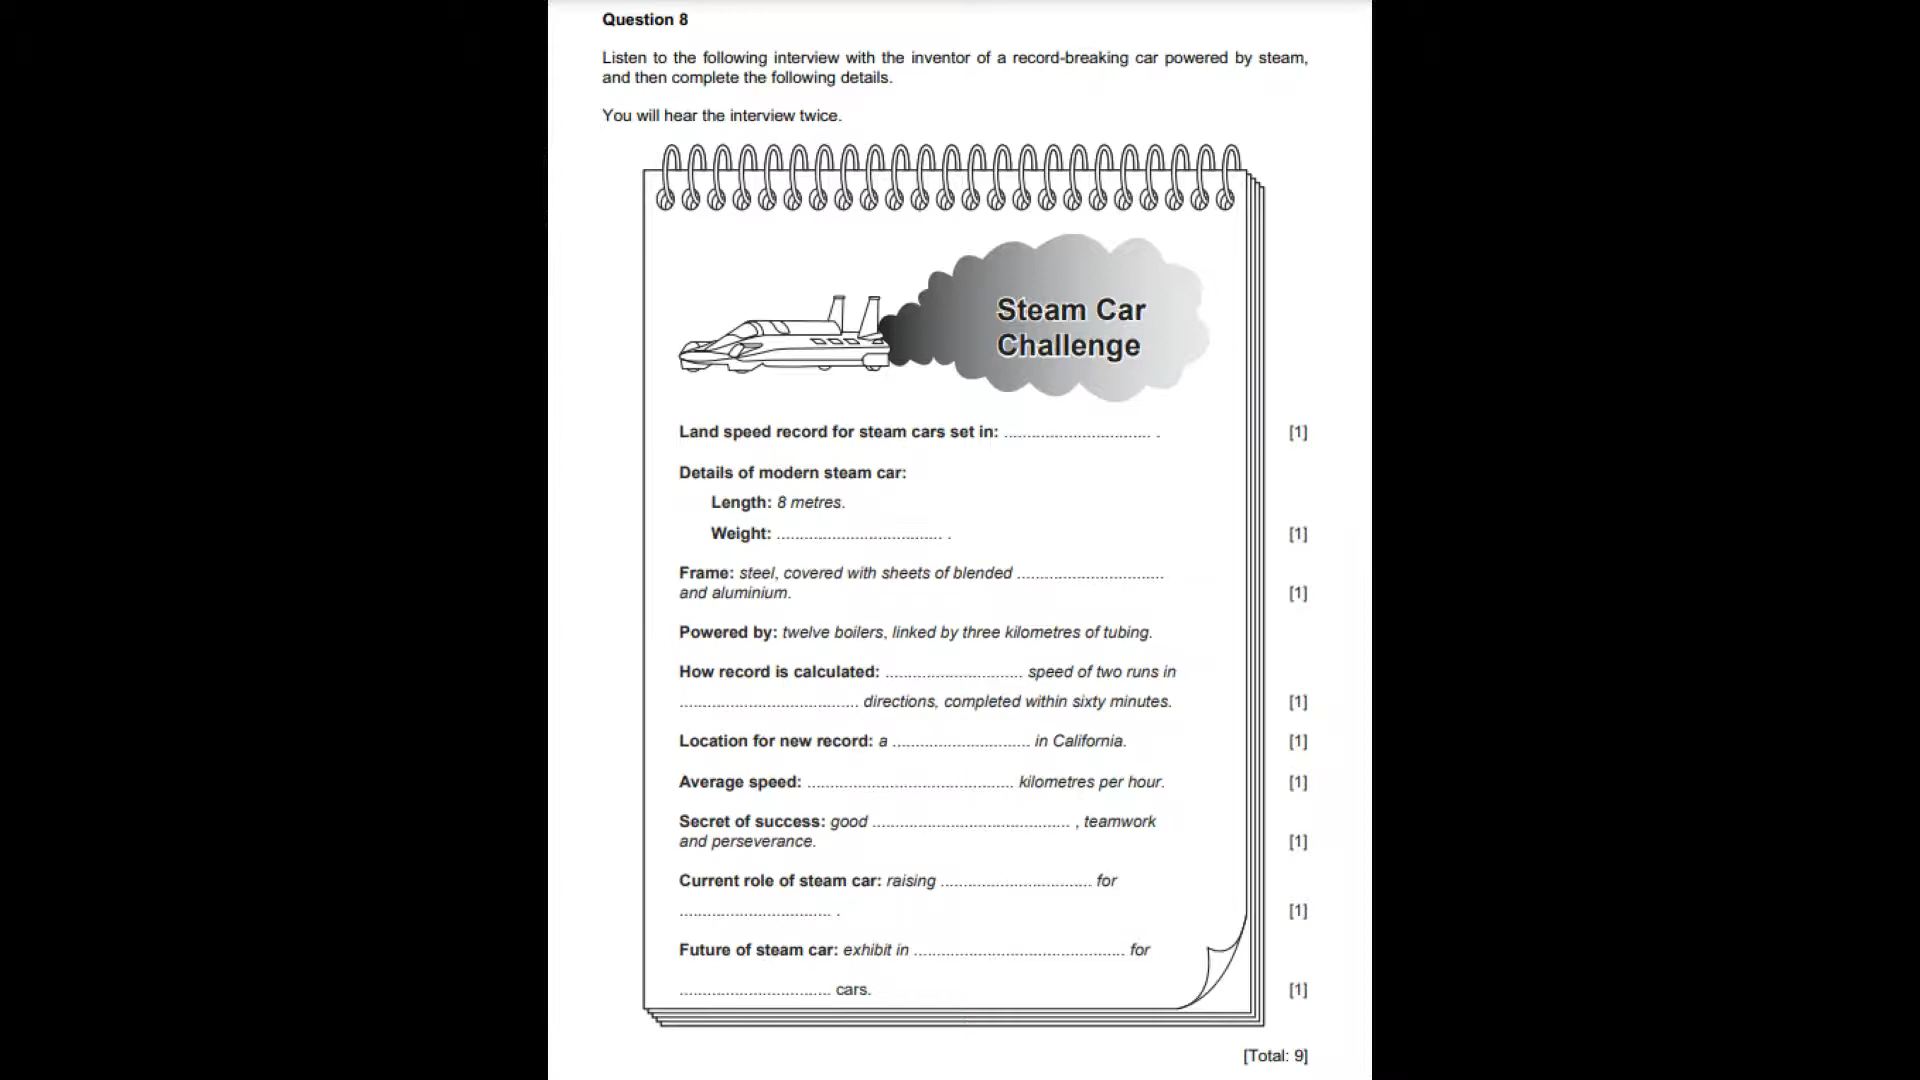 Question 8
Listen to the following interview with the inventor of a record-breaking car powered by steam,
and then complete the following details.
You will hear the interview twice.
Steam Car
Challenge
Land speed record for steam cars set in: ................................ . [1]
Details of modern steam car:
Length: 8 metres.
Weight: .................................... . [1]
Frame: steel, covered with sheets of blended ................................
and aluminium. [1]
Powered by: twelve boilers, linked by three kilometres of tubing.
How record is calculated: .............................. speed of two runs in
....................................... directions, completed within sixty minutes. [1]
Location for new record: a .............................. in California. [1]
Average speed: ............................................. kilometres per hour. [1]
Secret of success: good ........................................... , teamwork
and perseverance. [1]
Current role of steam car: raising ................................. for
................................. . [1]
Future of steam car: exhibit in .............................................. for
................................. cars. [1]
[Total: 9]